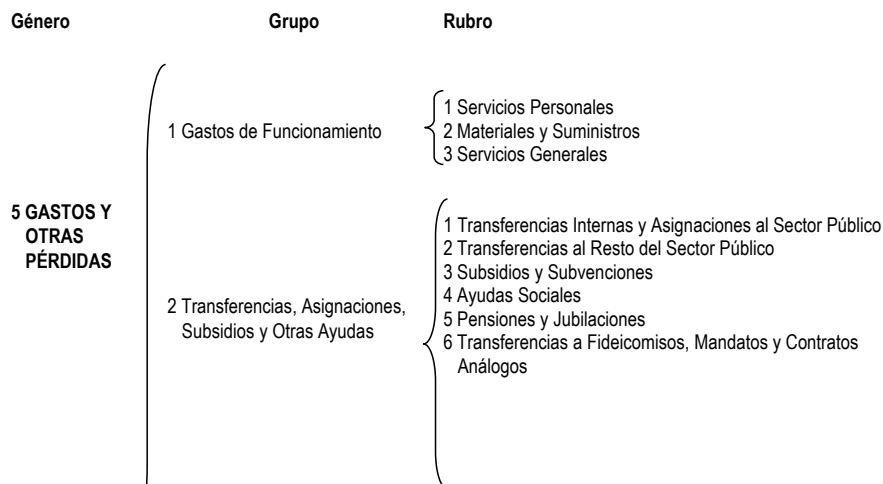 Género Grupo Rubro
1 Gastos de Funcionamiento
1 Servicios Personales
2 Materiales y Suministros
3 Servicios Generales
5 GASTOS Y
OTRAS
PÉRDIDAS
2 Transferencias, Asignaciones,
Subsidios y Otras Ayudas
1 Transferencias Internas y Asignaciones al Sector Público
2 Transferencias al Resto del Sector Público
3 Subsidios y Subvenciones
4 Ayudas Sociales
5 Pensiones y Jubilaciones
6 Transferencias a Fideicomisos, Mandatos y Contratos
Análogos